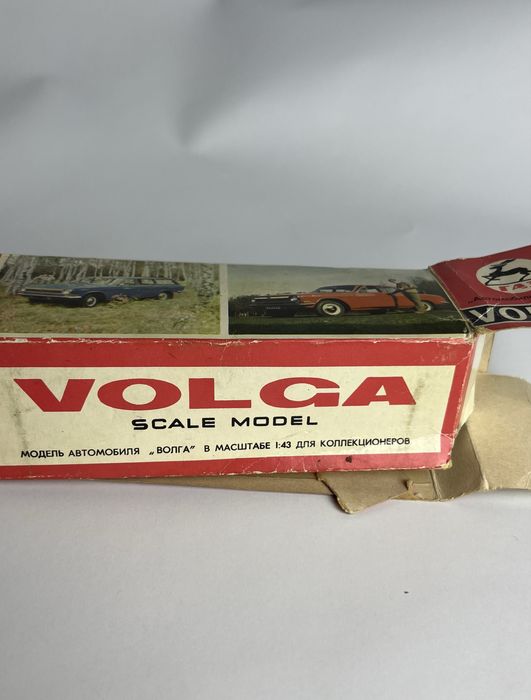 VOLGA
SCALE MODEL
МОДЕЛЬ АВТОМОБИЛЯ „ВОЛГА" В МАСШТАБЕ 1:43 ДЛЯ КОЛЛЕКЦИОНЕРОВ